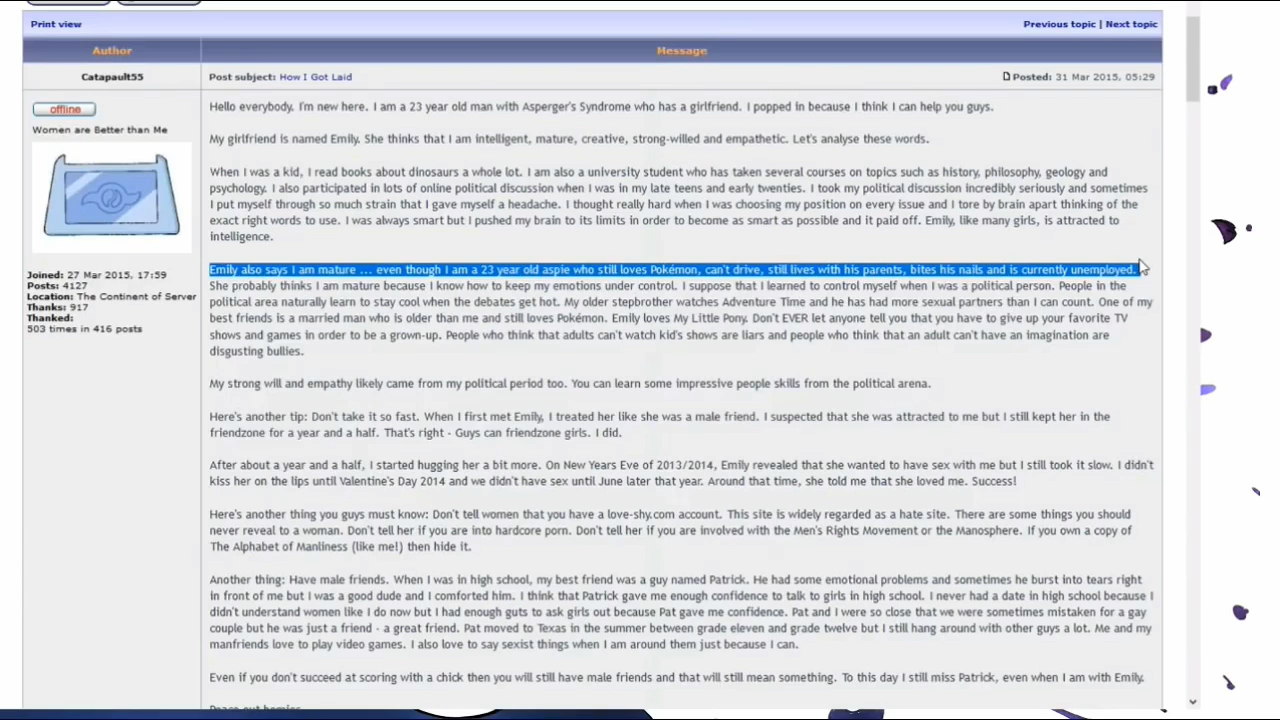 Print view
Previous topic | Next topic
Author
Message
Catapault55
Post subject: How I Got Laid
Posted: 31 Mar 2015, 05:29
offline
Women are Better than Me
Joined: 27 Mar 2015, 17:59
Posts: 4127
Location: The Continent of Server
Thanks: 917
Thanked:
503 times in 416 posts
Hello everybody. I'm new here. I am a 23 year old man with Asperger's Syndrome who has a girlfriend. I popped in because I think I can help you guys.
My girlfriend is named Emily. She thinks that I am intelligent, mature, creative, strong-willed and empathetic. Let's analyse these words.
When I was a kid, I read books about dinosaurs a whole lot. I am also a university student who has taken several courses on topics such as history, philosophy, geology and
psychology. I also participated in lots of online political discussion when I was in my late teens and early twenties. I took my political discussion incredibly seriously and sometimes
I put myself through so much strain that I gave myself a headache. I thought really hard when I was choosing my position on every issue and I tore by brain apart thinking of the
exact right words to use. I was always smart but I pushed my brain to its limits in order to become as smart as possible and it paid off. Emily, like many girls, is attracted to
intelligence.
Emily also says I am mature ... even though I am a 23 year old aspie who still loves Pokémon, can't drive, still lives with his parents, bites his nails and is currently unemployed.
She probably thinks I am mature because I know how to keep my emotions under control. I suppose that I learned to control myself when I was a political person. People in the
political area naturally learn to stay cool when the debates get hot. My older stepbrother watches Adventure Time and he has had more sexual partners than I can count. One of my
best friends is a married man who is older than me and still loves Pokémon. Emily loves My Little Pony. Don't EVER let anyone tell you that you have to give up your favorite TV
shows and games in order to be a grown-up. People who think that adults can't watch kid's shows are liars and people who think that an adult can't have an imagination are
disgusting bullies.
My strong will and empathy likely came from my political period too. You can learn some impressive people skills from the political arena.
Here's another tip: Don't take it so fast. When I first met Emily, I treated her like she was a male friend. I suspected that she was attracted to me but I still kept her in the
friendzone for a year and a half. That's right - Guys can friendzone girls. I did.
After about a year and a half, I started hugging her a bit more. On New Years Eve of 2013/2014, Emily revealed that she wanted to have sex with me but I still took it slow. I didn't
kiss her on the lips until Valentine's Day 2014 and we didn't have sex until June later that year. Around that time, she told me that she loved me. Success!
Here's another thing you guys must know: Don't tell women that you have a love-shy.com account. This site is widely regarded as a hate site. There are some things you should
never reveal to a woman. Don't tell her if you are into hardcore porn. Don't tell her if you are involved with the Men's Rights Movement or the Manosphere. If you own a copy of
The Alphabet of Manliness (like me!) then hide it.
Another thing: Have male friends. When I was in high school, my best friend was a guy named Patrick. He had some emotional problems and sometimes he burst into tears right
in front of me but I was a good dude and I comforted him. I think that Patrick gave me enough confidence to talk to girls in high school. I never had a date in high school because I
didn't understand women like I do now but I had enough guts to ask girls out because Pat gave me confidence. Pat and I were so close that we were sometimes mistaken for a gay
couple but he was just a friend - a great friend. Pat moved to Texas in the summer between grade eleven and grade twelve but I still hang around with other guys a lot. Me and my
manfriends love to play video games. I also love to say sexist things when I am around them just because I can.
Even if you don't succeed at scoring with a chick then you will still have male friends and that will still mean something. To this day I still miss Patrick, even when I am with Emily.